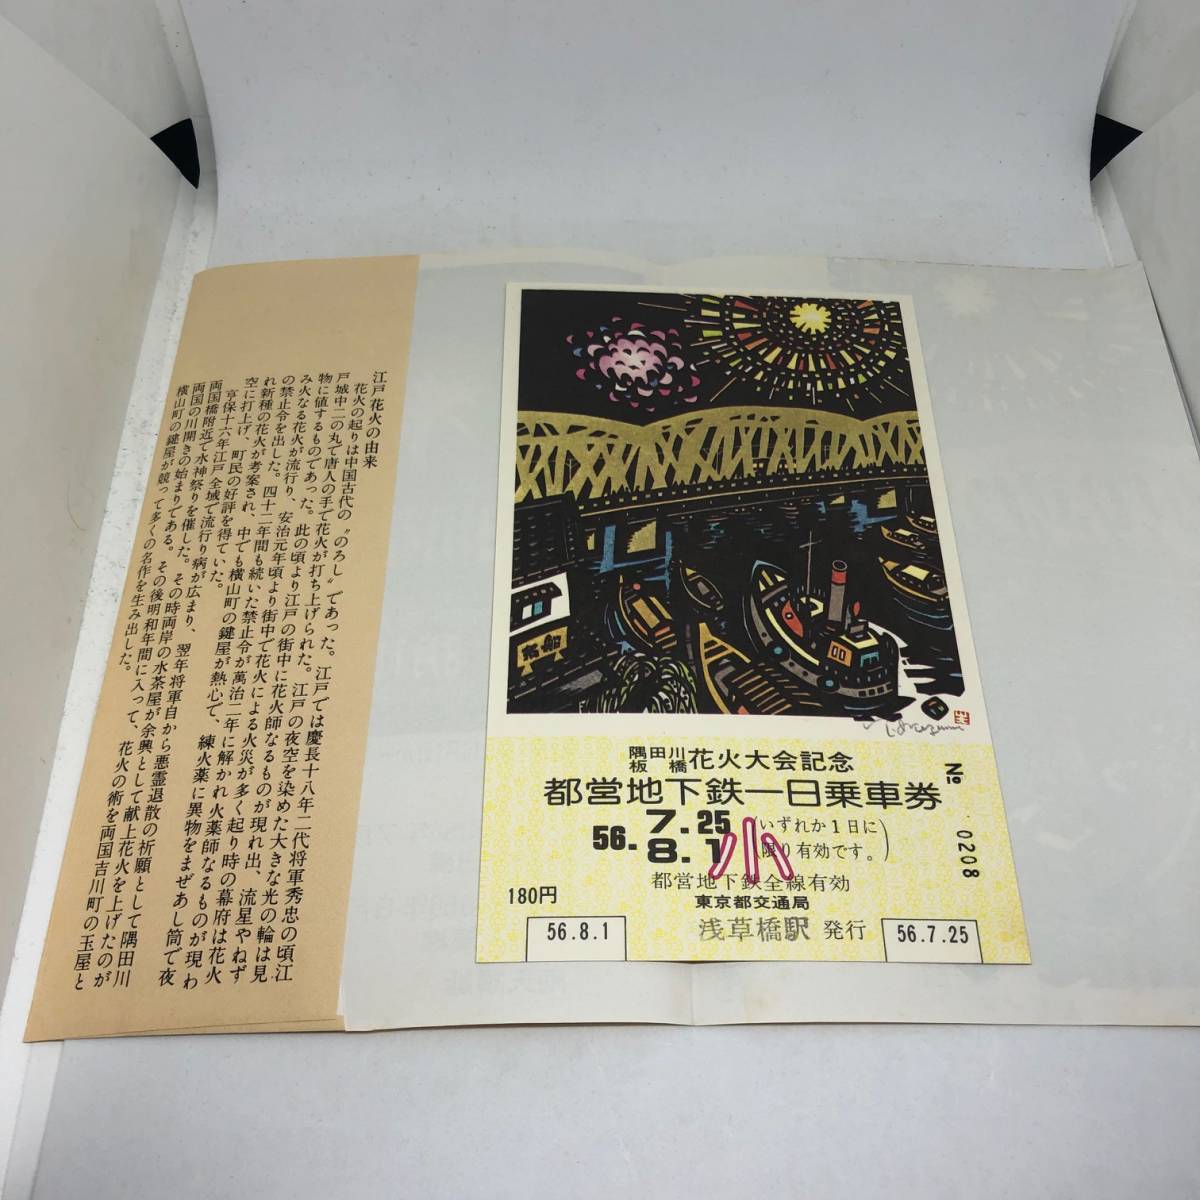 江戸花火の由来
花火の起りは中国古代の〝のろし〟であった。江戸では慶長十八年二代将軍秀忠の頃江
戸城中二の丸で唐人の手で花火が打ち上げられた。江戸の夜空を染めた大きな光の輪は見
物に値するものであった。此の頃より江戸の街中に花火師なるものが現れ出、流星やねず
み火なる花火が流行り、安治元年頃より街中で花火による火災が多く起り時の幕府は花火
の禁止令を出した。四十二年間も続いた禁止令が萬治二年に解かれ火薬師なるものが現わ
れ新種の花火が考案され、中でも横山町の鍵屋が熱心で、練火薬に異物をまぜあし筒で夜
空に打上げ、町民の好評を得ていた。
享保十六年江戸全域で流行り病が広まり、翌年将軍自から悪霊退散の祈願として隅田川
両国橋附近で水神祭りを催した。その時両岸の水茶屋が余興として献上花火を上げたのが
両国の川開きの始まりである。その後明和年間に入って、花火の術を両国吉川町の玉屋と
横山町の鍵屋が競って多くの名作を生み出した。
隅田川
板橋
花火大会記念
都営地下鉄一日乗車券
56.
7.25
8.1
(いずれか1日に
限り有効です。)
小
都営地下鉄全線有効
180円
東京都交通局
浅草橋駅 発行
56.8.1
56.7.25
No
0208